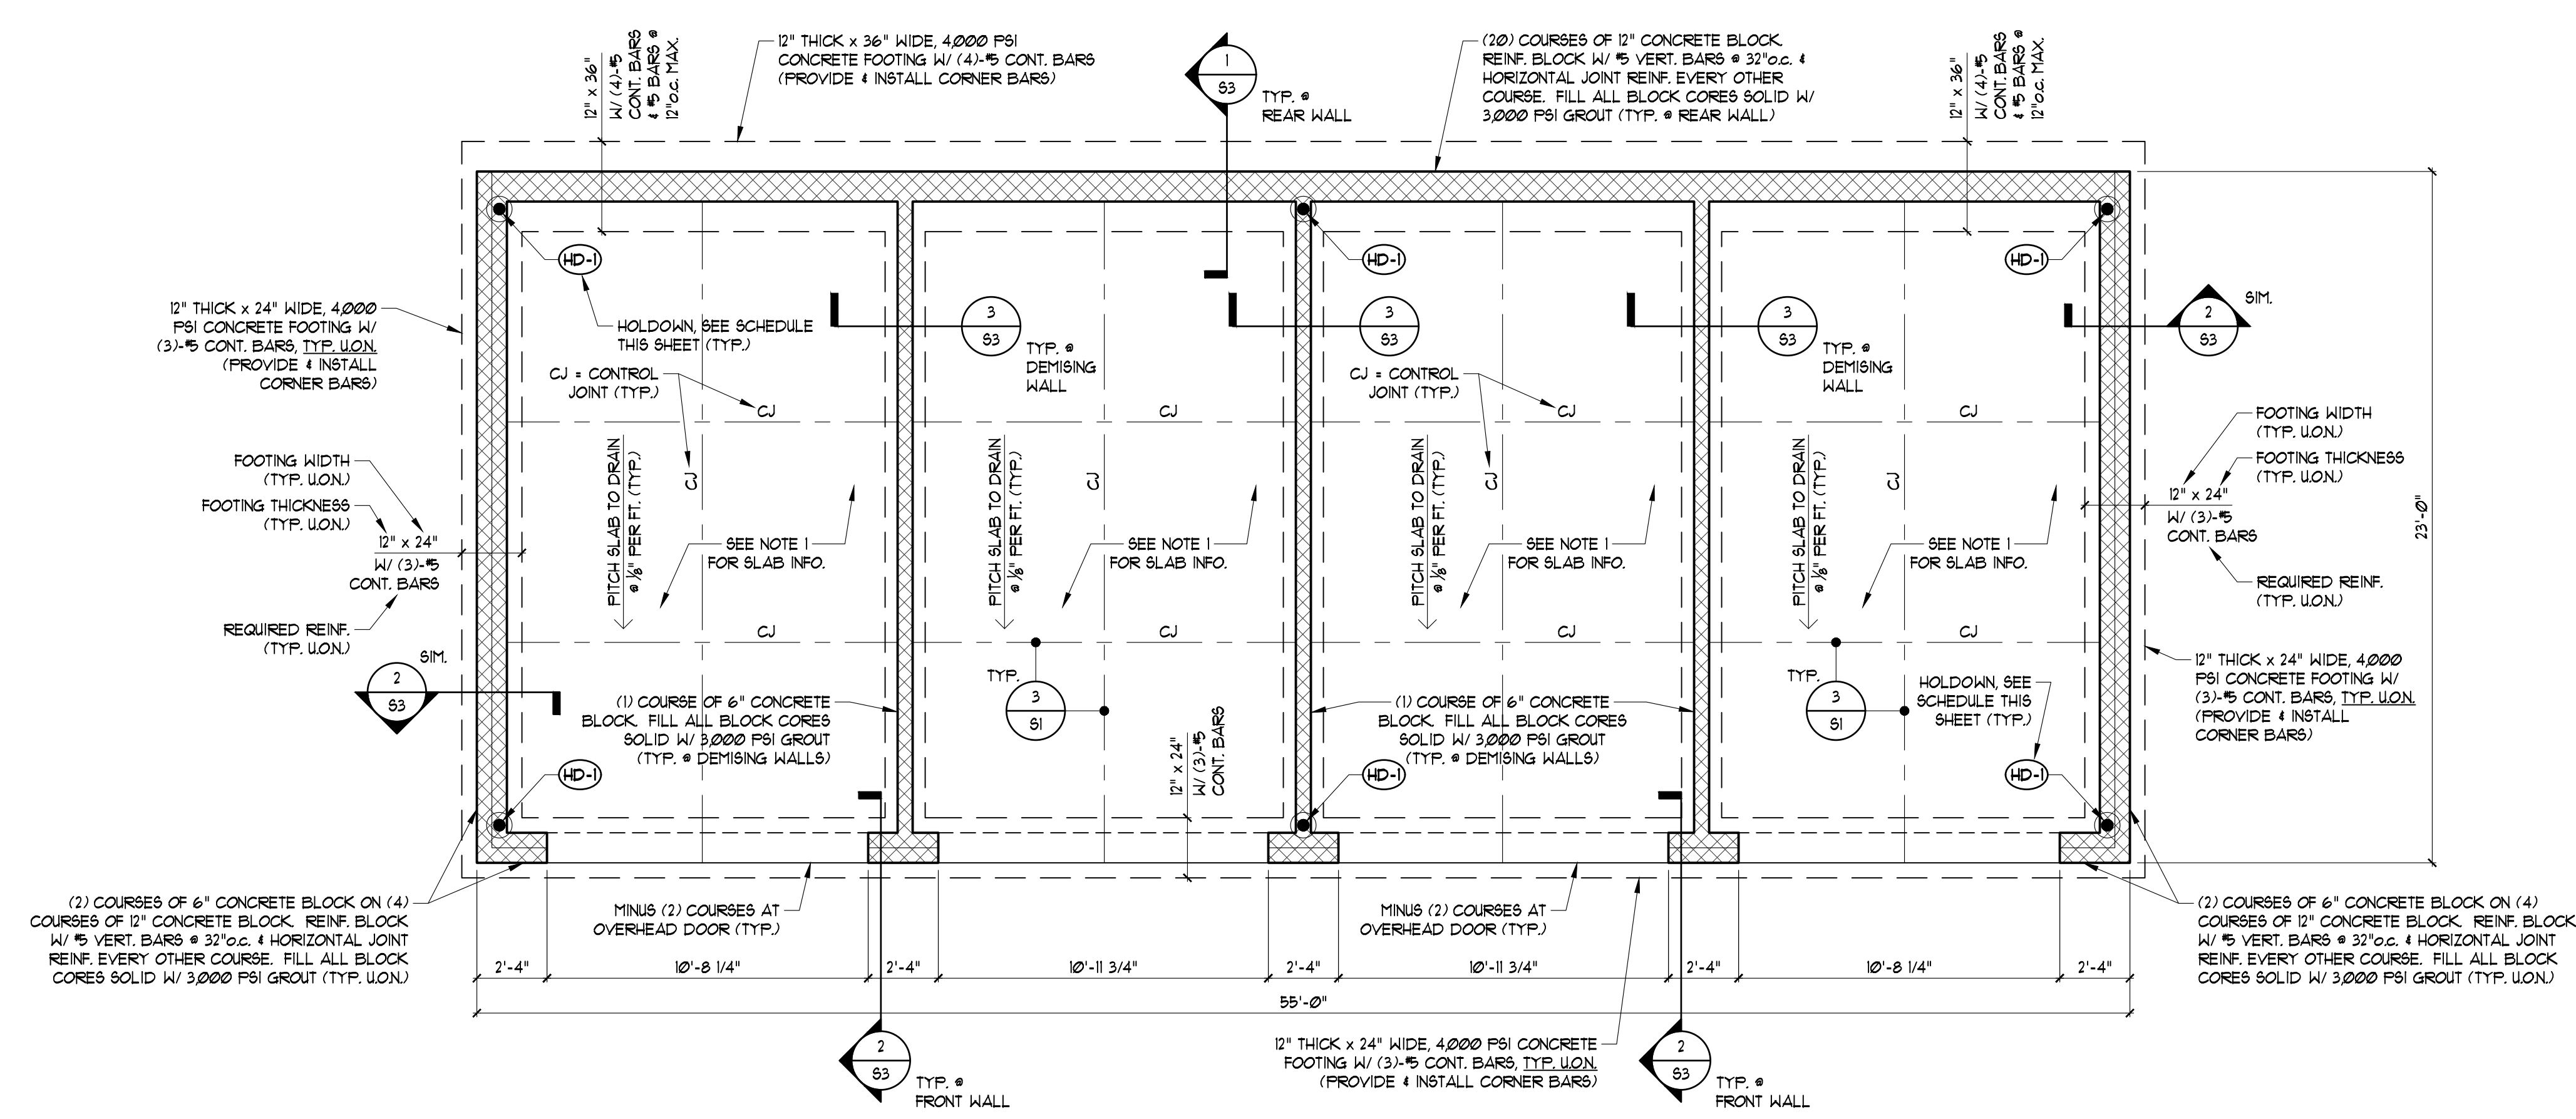 12" x 36"
W/ (4)-#5
CONT. BARS
& #5 BARS @
12"o.c. MAX.
12" THICK x 36" WIDE, 4,000 PSI
CONCRETE FOOTING W/ (4)-#5 CONT. BARS
(PROVIDE & INSTALL CORNER BARS)
1
S3
TYP. @
REAR WALL
(20) COURSES OF 12" CONCRETE BLOCK.
REINF. BLOCK W/ #5 VERT. BARS @ 32"o.c. &
HORIZONTAL JOINT REINF. EVERY OTHER
COURSE. FILL ALL BLOCK CORES SOLID W/
3,000 PSI GROUT (TYP. @ REAR WALL)
12" x 36"
W/ (4)-#5
CONT. BARS
& #5 BARS @
12"o.c. MAX.
HD-1
HD-1
HD-1
12" THICK x 24" WIDE, 4,000
PSI CONCRETE FOOTING W/
(3)-#5 CONT. BARS, TYP. U.O.N.
(PROVIDE & INSTALL
CORNER BARS)
HOLDOWN, SEE SCHEDULE
THIS SHEET (TYP.)
3
S3
TYP. @
DEMISING
WALL
3
S3
3
S3
TYP. @
DEMISING
WALL
2
S3
SIM.
CJ = CONTROL
JOINT (TYP.)
CJ
CJ
CJ = CONTROL
JOINT (TYP.)
CJ
CJ
FOOTING WIDTH
(TYP. U.O.N.)
FOOTING THICKNESS
(TYP. U.O.N.)
12" x 24"
W/ (3)-#5
CONT. BARS
REQUIRED REINF.
(TYP. U.O.N.)
PITCH SLAB TO DRAIN
@ 1/8" PER FT. (TYP.)
CJ
SEE NOTE 1
FOR SLAB INFO.
PITCH SLAB TO DRAIN
@ 1/8" PER FT. (TYP.)
CJ
SEE NOTE 1
FOR SLAB INFO.
PITCH SLAB TO DRAIN
@ 1/8" PER FT. (TYP.)
CJ
SEE NOTE 1
FOR SLAB INFO.
PITCH SLAB TO DRAIN
@ 1/8" PER FT. (TYP.)
CJ
SEE NOTE 1
FOR SLAB INFO.
FOOTING WIDTH
(TYP. U.O.N.)
FOOTING THICKNESS
(TYP. U.O.N.)
12" x 24"
W/ (3)-#5
CONT. BARS
REQUIRED REINF.
(TYP. U.O.N.)
23'-0"
CJ
CJ
CJ
CJ
2
S3
SIM.
(1) COURSE OF 6" CONCRETE
BLOCK. FILL ALL BLOCK CORES
SOLID W/ 3,000 PSI GROUT
(TYP. @ DEMISING WALLS)
TYP.
3
S1
12" x 24"
W/ (3)-#5
CONT. BARS
(1) COURSE OF 6" CONCRETE
BLOCK. FILL ALL BLOCK CORES
SOLID W/ 3,000 PSI GROUT
(TYP. @ DEMISING WALLS)
TYP.
3
S1
HOLDOWN, SEE
SCHEDULE THIS
SHEET (TYP.)
12" THICK x 24" WIDE, 4,000
PSI CONCRETE FOOTING W/
(3)-#5 CONT. BARS, TYP. U.O.N.
(PROVIDE & INSTALL
CORNER BARS)
HD-1
HD-1
HD-1
(2) COURSES OF 6" CONCRETE BLOCK ON (4)
COURSES OF 12" CONCRETE BLOCK. REINF. BLOCK
W/ #5 VERT. BARS @ 32"o.c. & HORIZONTAL JOINT
REINF. EVERY OTHER COURSE. FILL ALL BLOCK
CORES SOLID W/ 3,000 PSI GROUT (TYP. U.O.N.)
MINUS (2) COURSES AT
OVERHEAD DOOR (TYP.)
MINUS (2) COURSES AT
OVERHEAD DOOR (TYP.)
(2) COURSES OF 6" CONCRETE BLOCK ON (4)
COURSES OF 12" CONCRETE BLOCK. REINF. BLOCK
W/ #5 VERT. BARS @ 32"o.c. & HORIZONTAL JOINT
REINF. EVERY OTHER COURSE. FILL ALL BLOCK
CORES SOLID W/ 3,000 PSI GROUT (TYP. U.O.N.)
2'-4"
10'-8 1/4"
2'-4"
10'-11 3/4"
2'-4"
10'-11 3/4"
2'-4"
10'-8 1/4"
2'-4"
55'-0"
2
S3
TYP. @
FRONT WALL
12" THICK x 24" WIDE, 4,000 PSI CONCRETE
FOOTING W/ (3)-#5 CONT. BARS, TYP. U.O.N.
(PROVIDE & INSTALL CORNER BARS)
2
S3
TYP. @
FRONT WALL